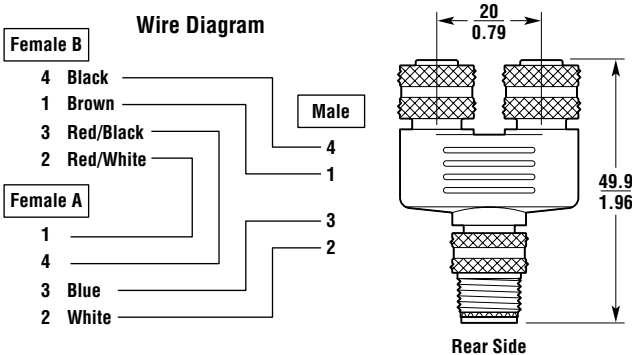 Wire Diagram
Female B
4 Black
1 Brown
3 Red/Black
2 Red/White
Female A
1
4
3 Blue
2 White
Male
4
1
3
2
20
0.79
49.9
1.96
Rear Side